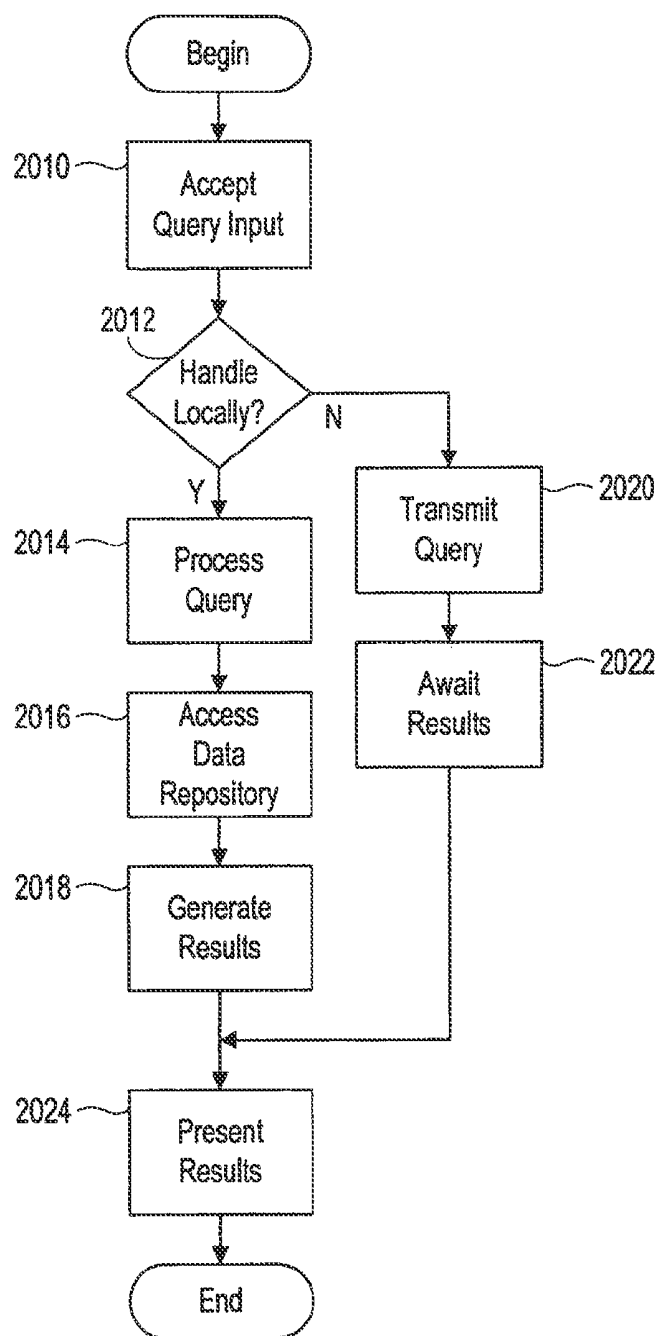 Begin
2010
Accept
Query Input
2012
Handle
Locally?
N
Y
2020
Transmit
Query
2014
Process
Query
2022
Await
Results
2016
Access
Data
Repository
2018
Generate
Results
2024
Present
Results
End